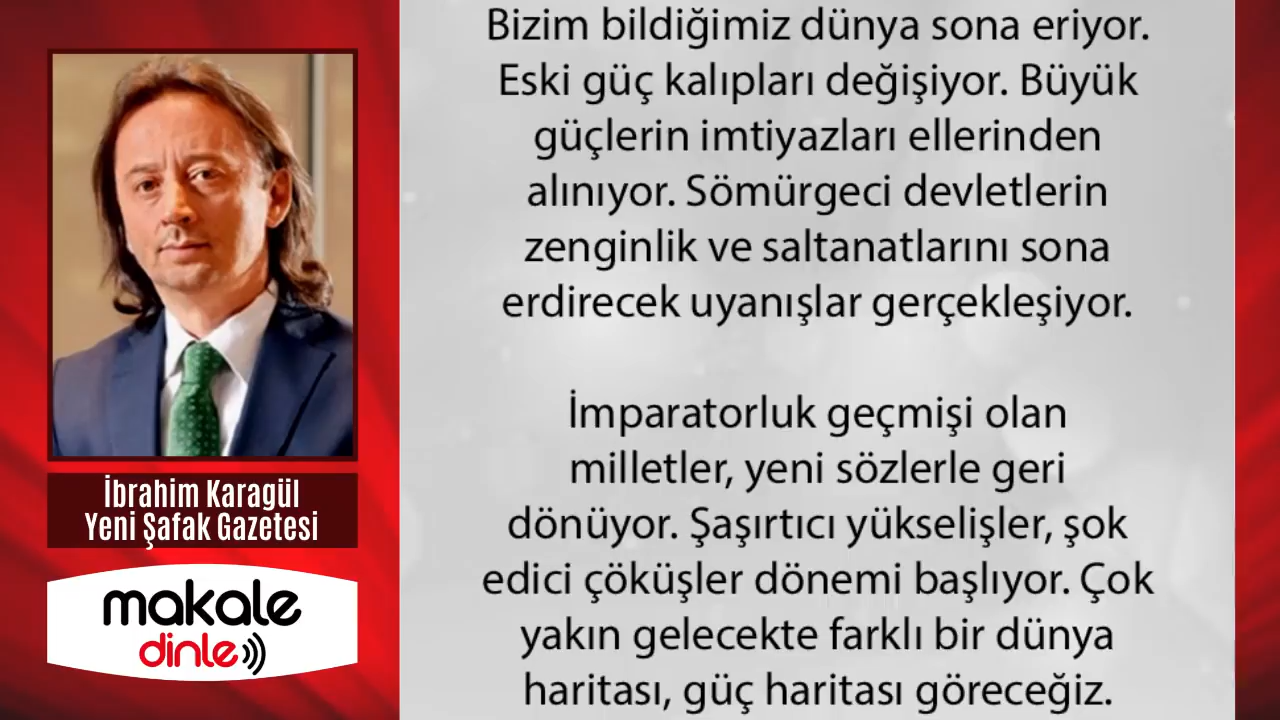 Bizim bildiğimiz dünya sona eriyor.
Eski güç kalıpları değişiyor. Büyük
güçlerin imtiyazları ellerinden
alınıyor. Sömürgeci devletlerin
zenginlik ve saltanatlarını sona
erdirecek uyanışlar gerçekleşiyor.
İmparatorluk geçmişi olan
milletler, yeni sözlerle geri
dönüyor. Şaşırtıcı yükselişler, şok
edici çöküşler dönemi başlıyor. Çok
yakın gelecekte farklı bir dünya
haritası, güç haritası göreceğiz.
İbrahim Karagül
Yeni Şafak Gazetesi
makale
dinle